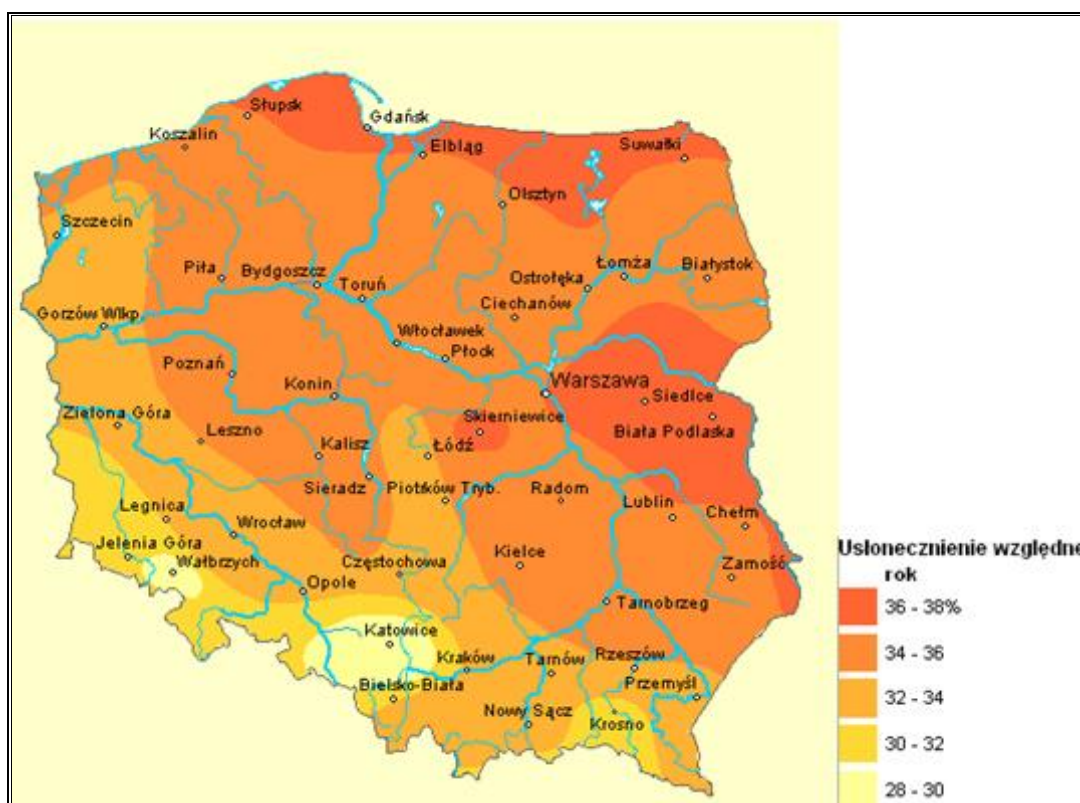 Słupsk
Gdańsk
Koszalin
Elbląg
Suwałki
Olsztyn
Szczecin
Piła
Bydgoszcz
Toruń
Ostrołęka
Łomża
Białystok
Ciechanów
Gorzów Wlkp.
Włocławek
Płock
Poznań
Konin
Warszawa
Siedlce
Zielona Góra
Leszno
Skierniewice
Biała Podlaska
Kalisz
Łódź
Sieradz
Piotrków Tryb.
Radom
Lublin
Chełm
Legnica
Wrocław
Jelenia Góra
Wałbrzych
Częstochowa
Kielce
Zamość
Opole
Tarnobrzeg
Katowice
Kraków
Tarnów
Rzeszów
Bielsko-Biała
Przemyśl
Nowy Sącz
Krosno
Usłonecznienie względne
rok
36 - 38%
34 - 36
32 - 34
30 - 32
28 - 30